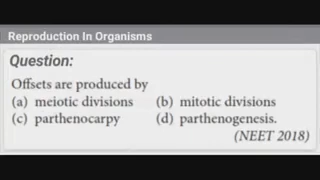 Reproduction In Organisms
Question:
Offsets are produced by
(a) meiotic divisions (b) mitotic divisions
(c) parthenocarpy (d) parthenogenesis.
(NEET 2018)